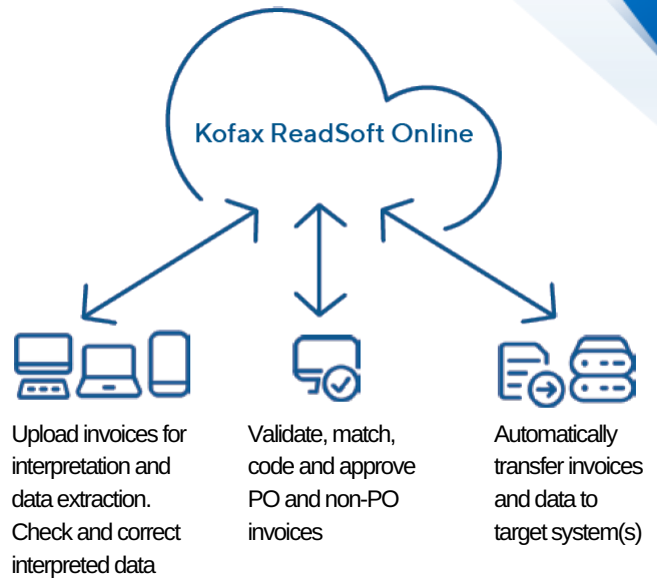 Kofax ReadSoft Online
Upload invoices for
interpretation and
data extraction.
Check and correct
interpreted data
Validate, match,
code and approve
PO and non-PO
invoices
Automatically
transfer invoices
and data to
target system(s)